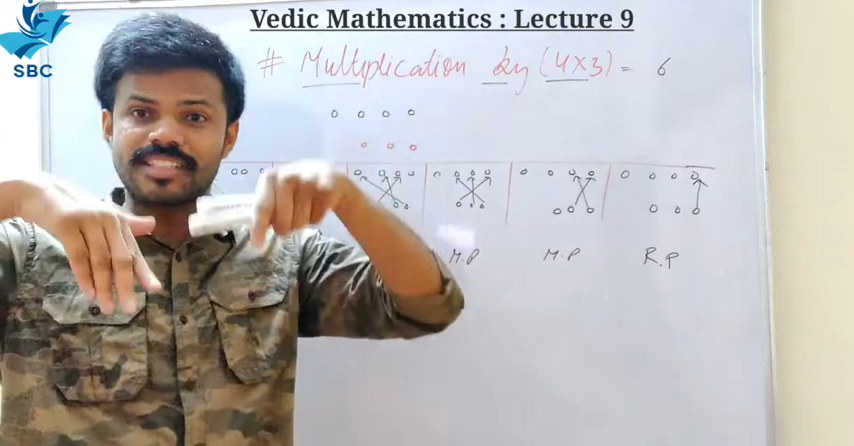 Vedic Mathematics : Lecture 9
SBC
# Multiplication by (4x3) = 6
M.P M.P R.P